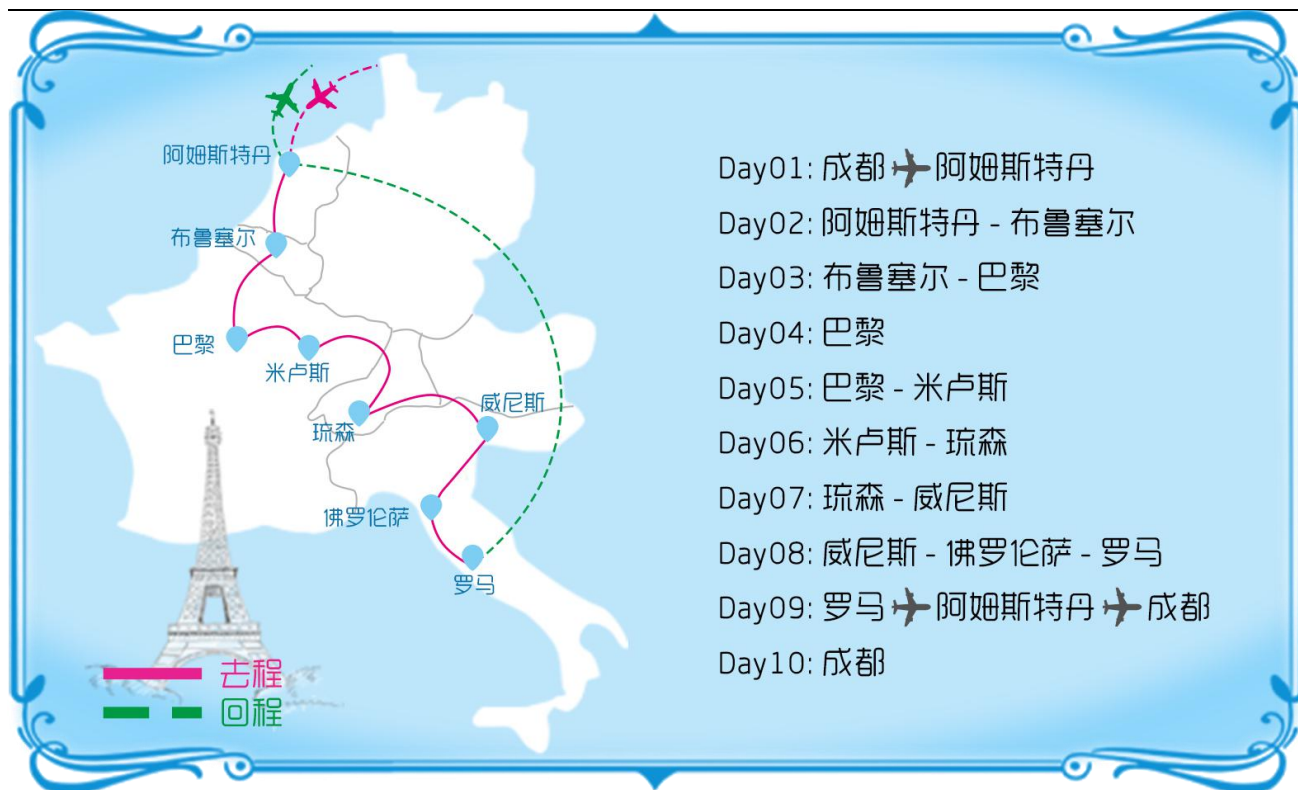 阿姆斯特丹
布鲁塞尔
巴黎
米卢斯
琉森
威尼斯
佛罗伦萨
罗马
去程
回程
Day01: 成都 阿姆斯特丹
Day02: 阿姆斯特丹 - 布鲁塞尔
Day03: 布鲁塞尔 - 巴黎
Day04: 巴黎
Day05: 巴黎 - 米卢斯
Day06: 米卢斯 - 琉森
Day07: 琉森 - 威尼斯
Day08: 威尼斯 - 佛罗伦萨 - 罗马
Day09: 罗马 阿姆斯特丹 成都
Day10: 成都